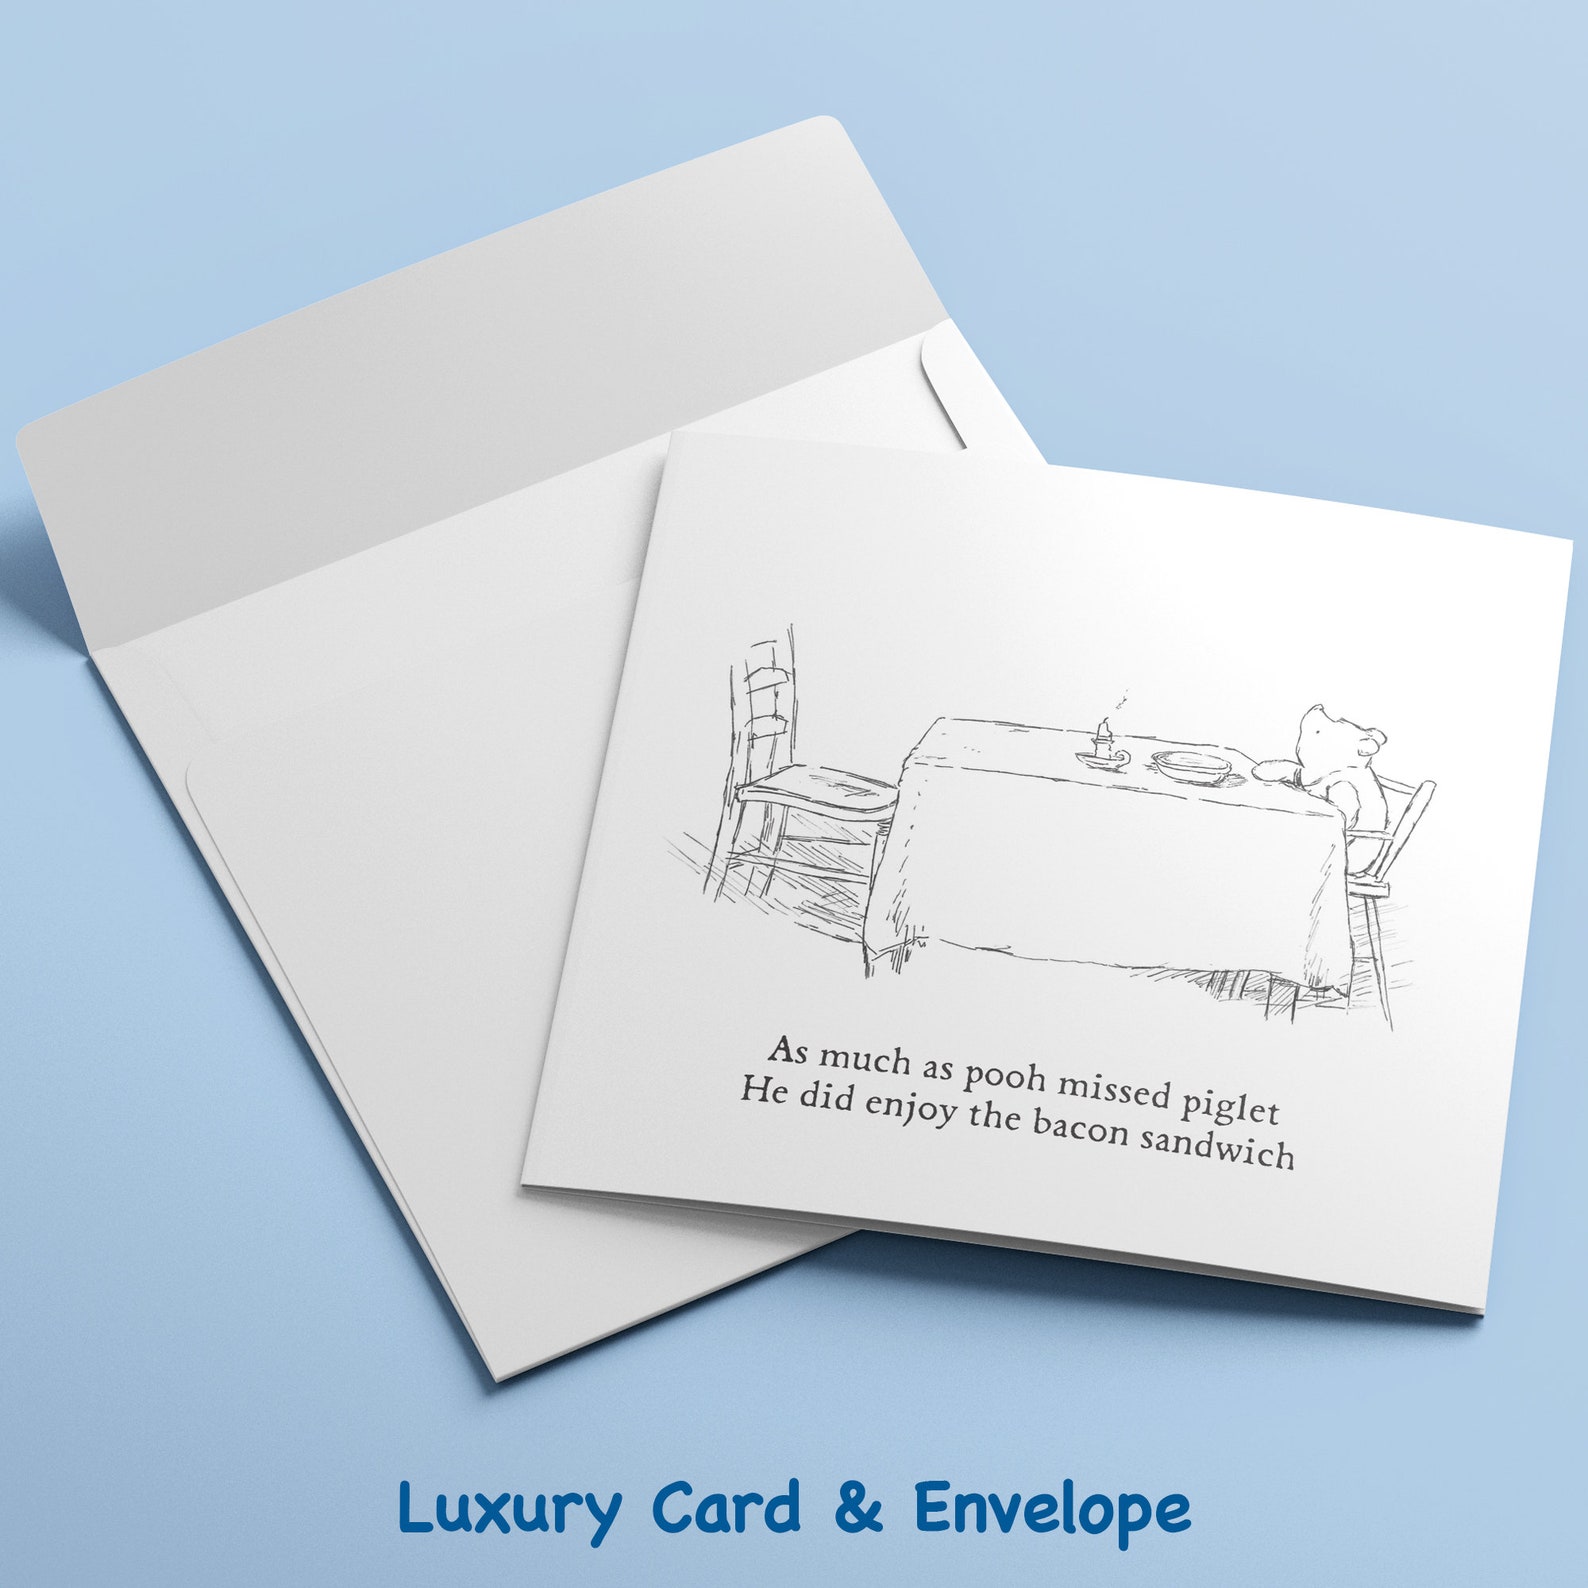 As much as pooh missed piglet
He did enjoy the bacon sandwich
Luxury Card & Envelope